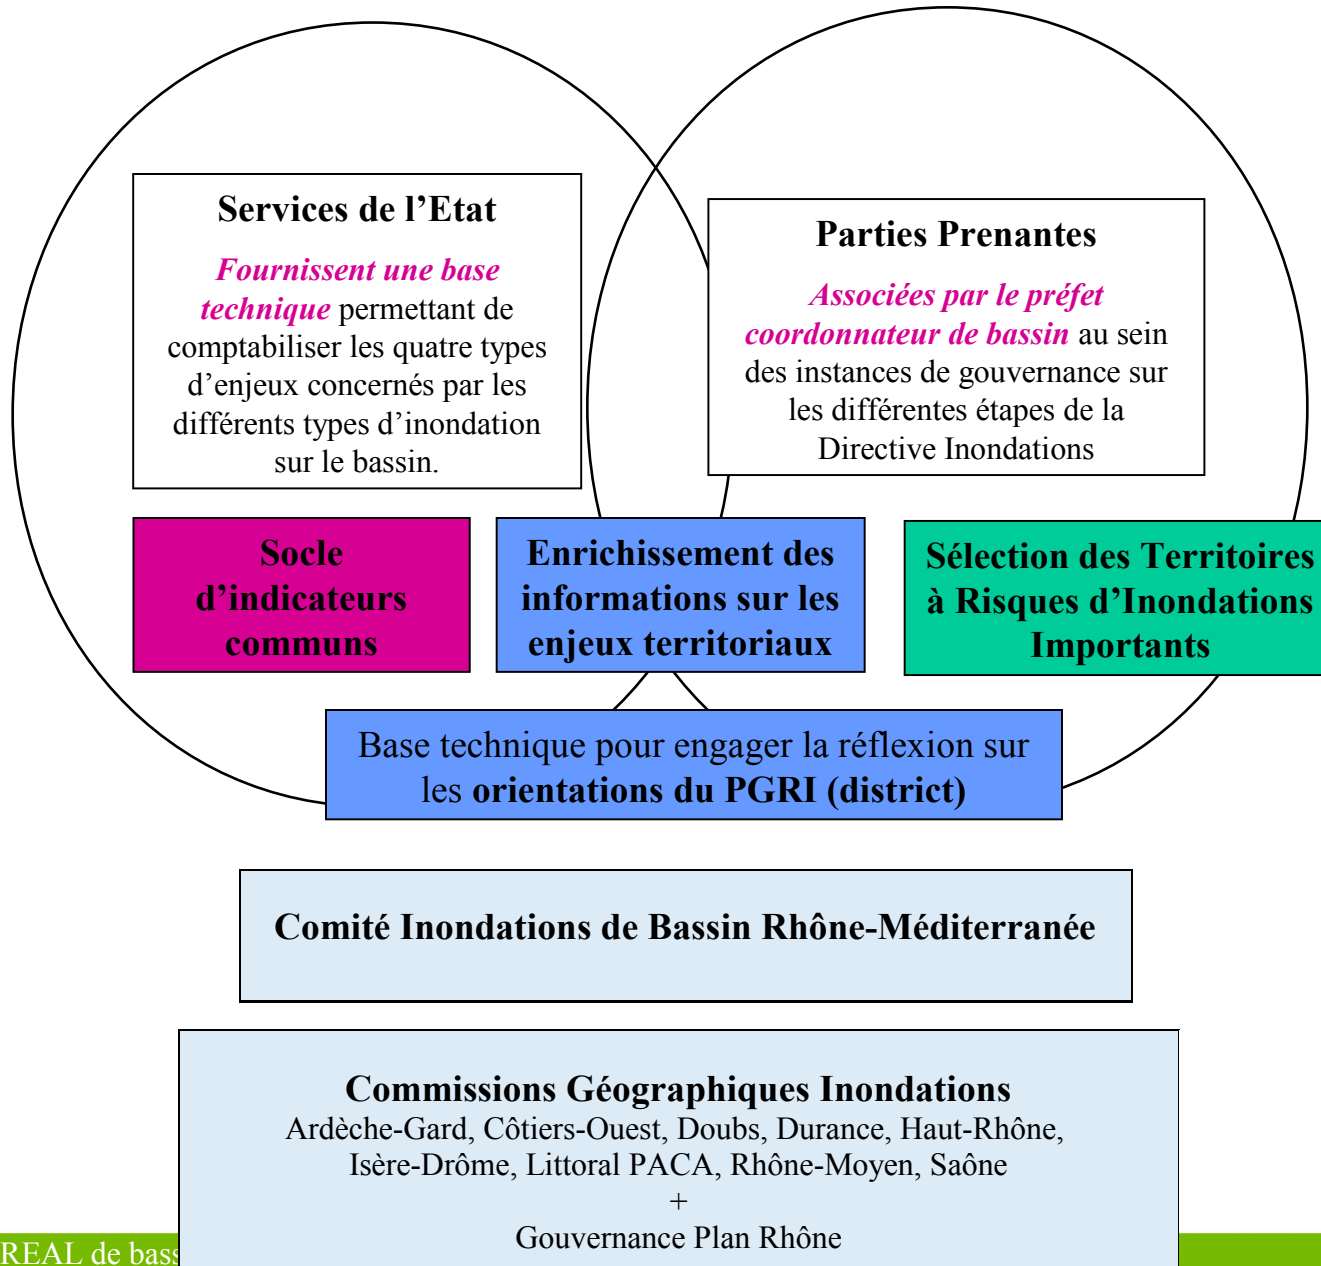 Services de l’Etat
Fournissent une base
technique permettant de
comptabiliser les quatre types
d’enjeux concernés par les
différents types d’inondation
sur le bassin.
Parties Prenantes
Associées par le préfet
coordonnateur de bassin au sein
des instances de gouvernance sur
les différentes étapes de la
Directive Inondations
Socle
d’indicateurs
communs
Enrichissement des
informations sur les
enjeux territoriaux
Sélection des Territoires
à Risques d’Inondations
Importants
Base technique pour engager la réflexion sur
les orientations du PGRI (district)
Comité Inondations de Bassin Rhône-Méditerranée
Commissions Géographiques Inondations
Ardèche-Gard, Côtiers-Ouest, Doubs, Durance, Haut-Rhône,
Isère-Drôme, Littoral PACA, Rhône-Moyen, Saône
+
Gouvernance Plan Rhône
REAL de bass